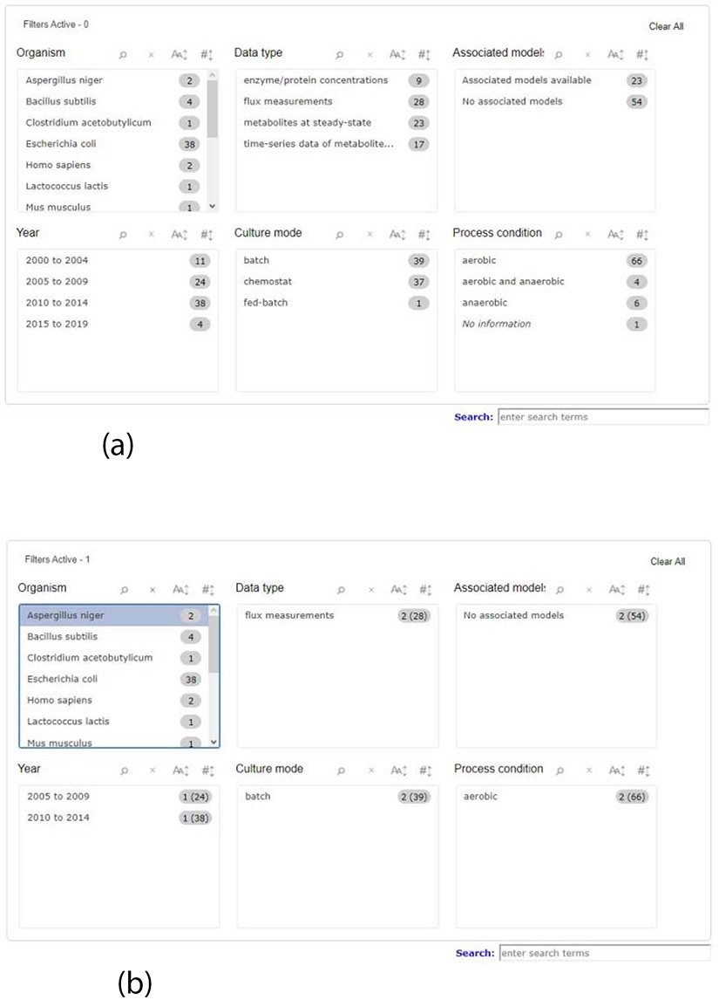 Filters Active - 0
Clear All
Organism
Aspergillus niger 2
Bacillus subtilis 4
Clostridium acetobutylicum 1
Escherichia coli 38
Homo sapiens 2
Lactococcus lactis 1
Mus musculus 1
Data type
enzyme/protein concentrations 9
flux measurements 28
metabolites at steady-state 23
time-series data of metabolite... 17
Associated models
Associated models available 23
No associated models 54
Year
2000 to 2004 11
2005 to 2009 24
2010 to 2014 38
2015 to 2019 4
Culture mode
batch 39
chemostat 37
fed-batch 1
Process condition
aerobic 66
aerobic and anaerobic 4
anaerobic 6
No information 1
Search: enter search terms
(a)
Filters Active - 1
Clear All
Organism
Aspergillus niger 2
Bacillus subtilis 4
Clostridium acetobutylicum 1
Escherichia coli 38
Homo sapiens 2
Lactococcus lactis 1
Mus musculus 1
Data type
flux measurements 2 (28)
Associated models
No associated models 2 (54)
Year
2005 to 2009 1 (24)
2010 to 2014 1 (38)
Culture mode
batch 2 (39)
Process condition
aerobic 2 (66)
Search: enter search terms
(b)